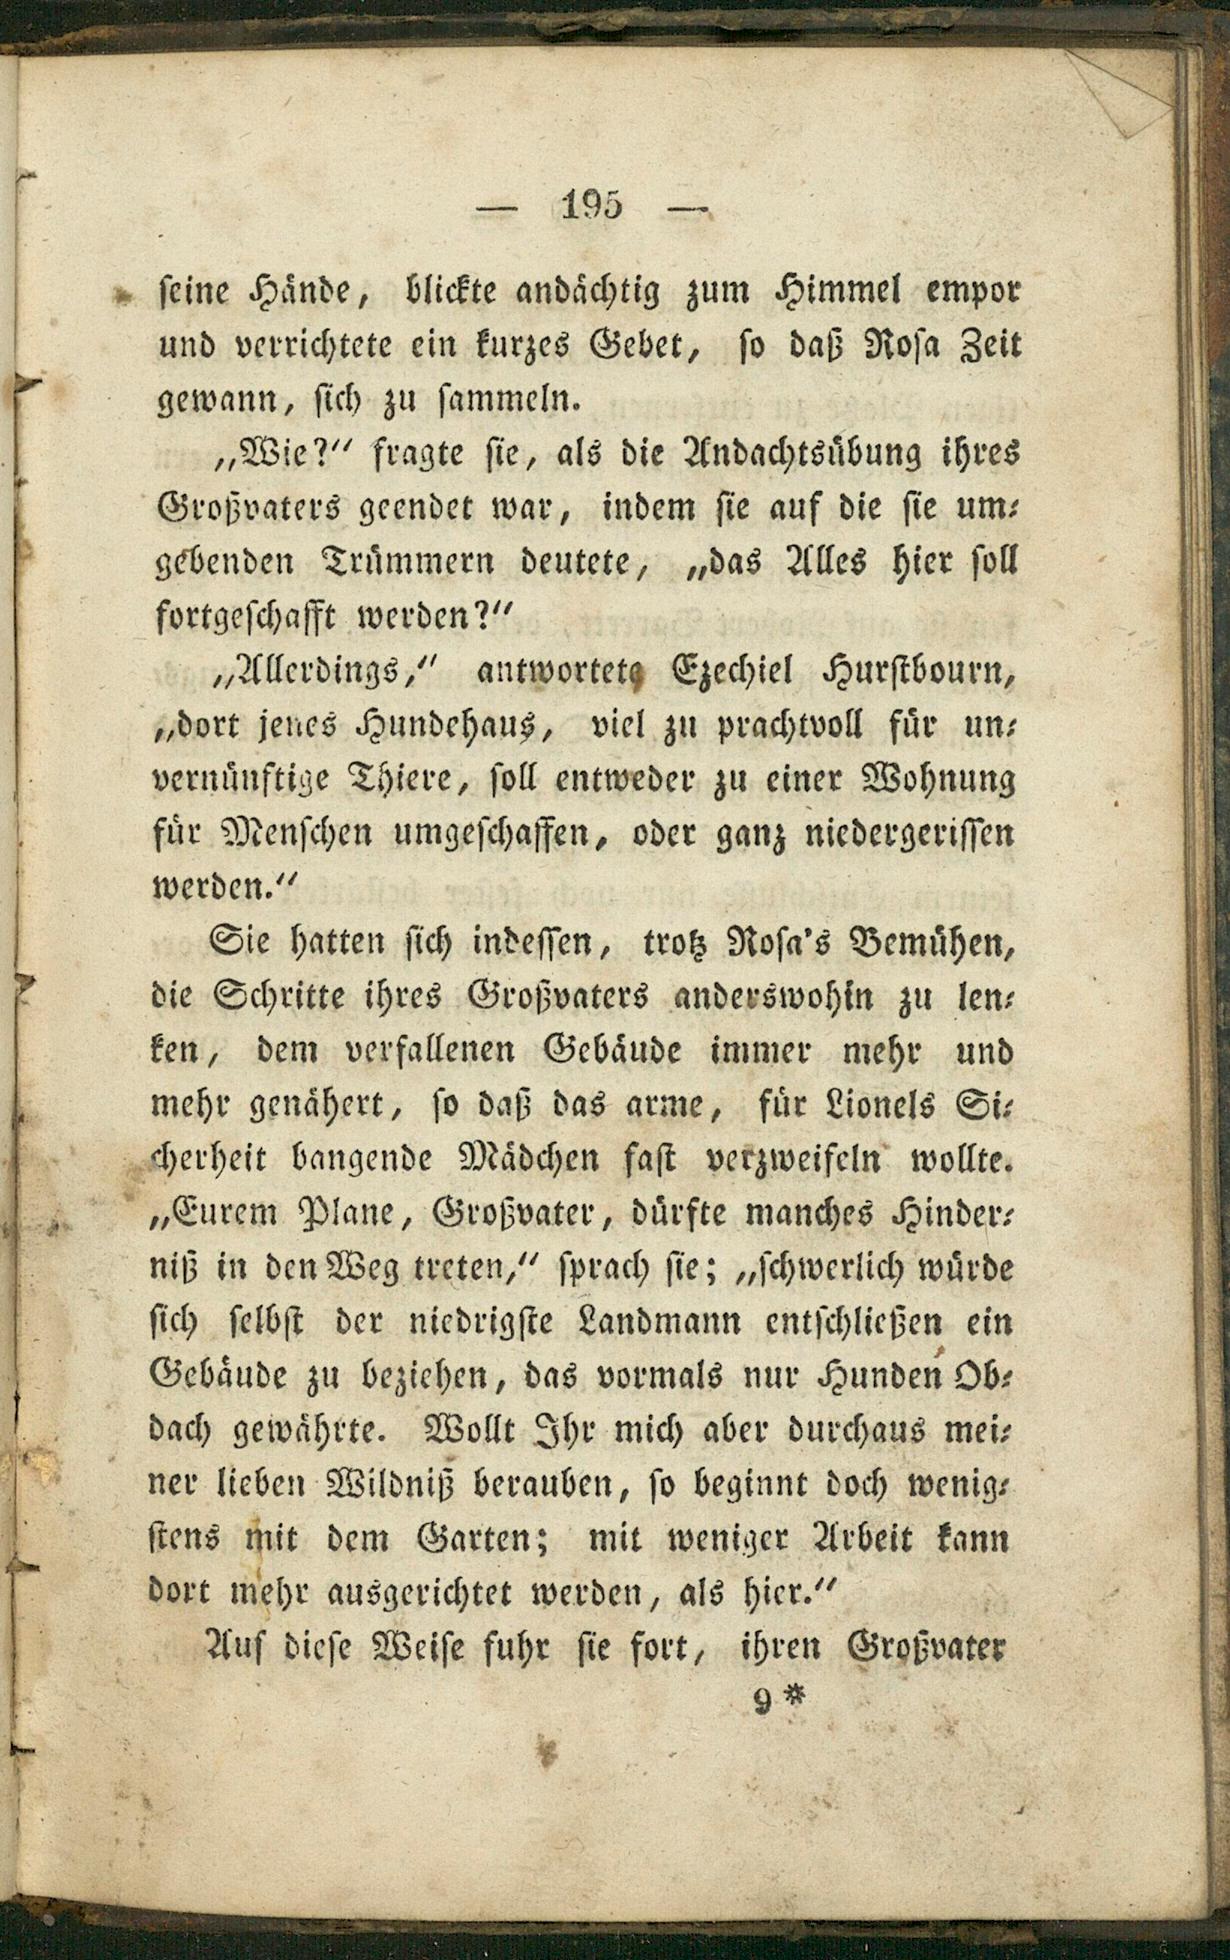 — 195 —
seine Hände, blickte andächtig zum Himmel empor
und verrichtete ein kurzes Gebet, so daß Rosa Zeit
gewann, sich zu sammeln.
„Wie?“ fragte sie, als die Andachtsübung ihres
Großvaters geendet war, indem sie auf die sie um-
gebenden Trümmern deutete, „das Alles hier soll
fortgeschafft werden?“
„Allerdings,“ antwortete Ezechiel Hurstbourn,
„dort jenes Hundehaus, viel zu prachtvoll für un-
vernünftige Thiere, soll entweder zu einer Wohnung
für Menschen umgeschaffen, oder ganz niedergerissen
werden.“
Sie hatten sich indessen, trotz Rosa's Bemühen,
die Schritte ihres Großvaters anderswohin zu len-
ken, dem verfallenen Gebäude immer mehr und
mehr genähert, so daß das arme, für Lionels Si-
cherheit bangende Mädchen fast verzweifeln wollte.
„Eurem Plane, Großvater, dürfte manches Hinder-
niß in den Weg treten,“ sprach sie; „schwerlich würde
sich selbst der niedrigste Landmann entschließen ein
Gebäude zu beziehen, das vormals nur Hunden Ob-
dach gewährte. Wollt Ihr mich aber durchaus mei-
ner lieben Wildniß berauben, so beginnt doch wenig-
stens mit dem Garten; mit weniger Arbeit kann
dort mehr ausgerichtet werden, als hier.“
Auf diese Weise fuhr sie fort, ihren Großvater
9*